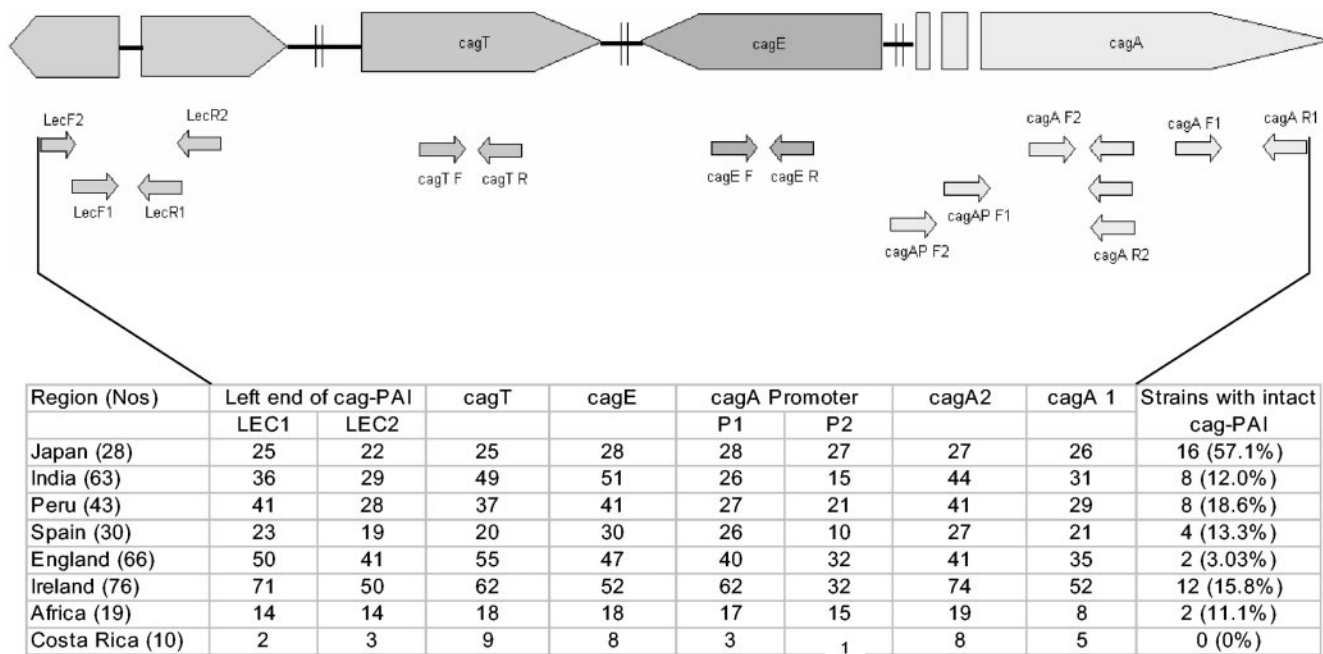 cagT cagE cagA
LecF2 LecR2 cagA F2 cagA F1 cagA R1
cagT F cagT R cagE F cagE R
LecF1 LecR1 cagAP F1
cagAP F2 cagA R2
Region (Nos) Left end of cag-PAI cagT cagE cagA Promoter cagA2 cagA 1 Strains with intact
LEC1 LEC2 P1 P2 cag-PAI
Japan (28) 25 22 25 28 28 27 27 26 16 (57.1%)
India (63) 36 29 49 51 26 15 44 31 8 (12.0%)
Peru (43) 41 28 37 41 27 21 41 29 8 (18.6%)
Spain (30) 23 19 20 30 26 10 27 21 4 (13.3%)
England (66) 50 41 55 47 40 32 41 35 2 (3.03%)
Ireland (76) 71 50 62 52 62 32 74 52 12 (15.8%)
Africa (19) 14 14 18 18 17 15 19 8 2 (11.1%)
Costa Rica (10) 2 3 9 8 3 1 8 5 0 (0%)